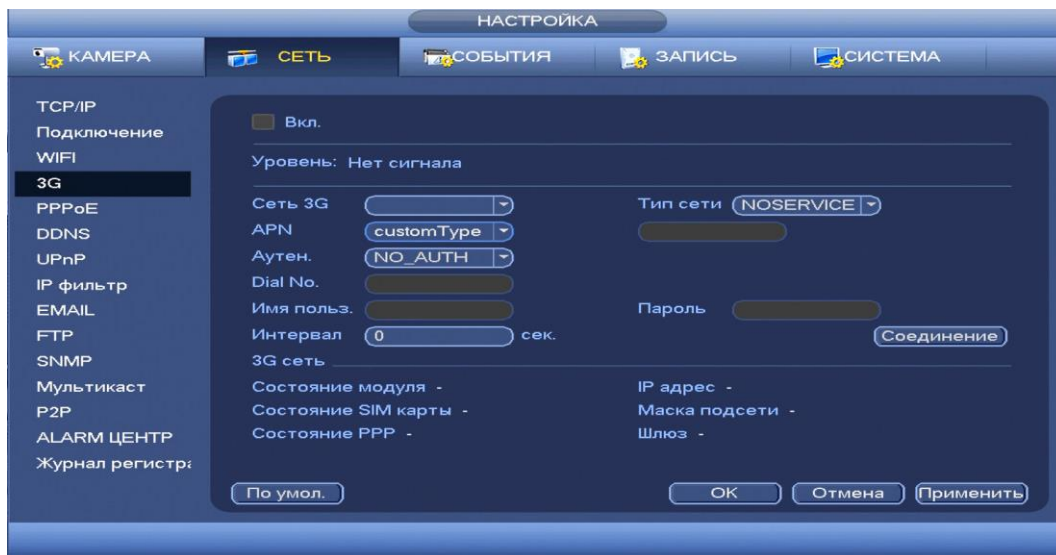 НАСТРОЙКА
КАМЕРА СЕТЬ СОБЫТИЯ ЗАПИСЬ СИСТЕМА
TCP/IP
Подключение
WIFI
3G
PPPoE
DDNS
UPnP
IP фильтр
EMAIL
FTP
SNMP
Мультикаст
P2P
ALARM ЦЕНТР
Журнал регистра
Вкл.
Уровень: Нет сигнала
Сеть 3G Тип сети NOSERVICE
APN customType
Аутен. NO_AUTH
Dial No.
Имя польз. Пароль
Интервал 0 сек. Соединение
3G сеть
Состояние модуля - IP адрес -
Состояние SIM карты - Маска подсети -
Состояние PPP - Шлюз -
По умол. OK Отмена Применить